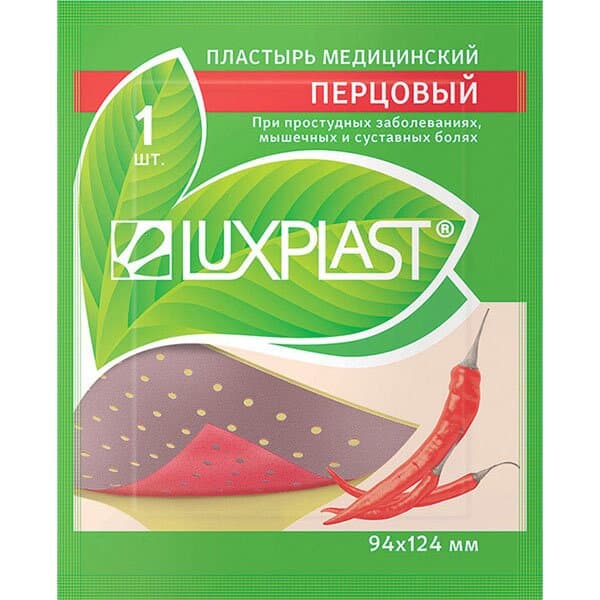 ПЛАСТЫРЬ МЕДИЦИНСКИЙ
ПЕРЦОВЫЙ
При простудных заболеваниях,
мышечных и суставных болях
1
шт.
LUXPLAST®
94x124 мм